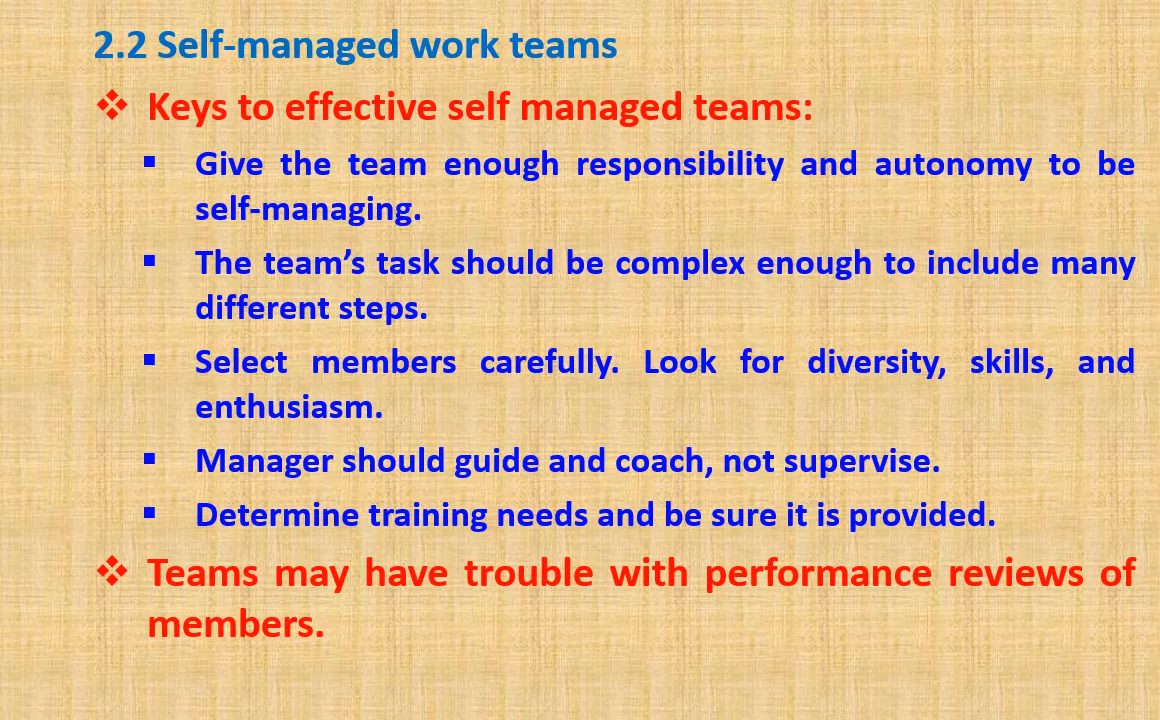 2.2 Self-managed work teams
❖ Keys to effective self managed teams:
▪ Give the team enough responsibility and autonomy to be
self-managing.
▪ The team’s task should be complex enough to include many
different steps.
▪ Select members carefully. Look for diversity, skills, and
enthusiasm.
▪ Manager should guide and coach, not supervise.
▪ Determine training needs and be sure it is provided.
❖ Teams may have trouble with performance reviews of
members.